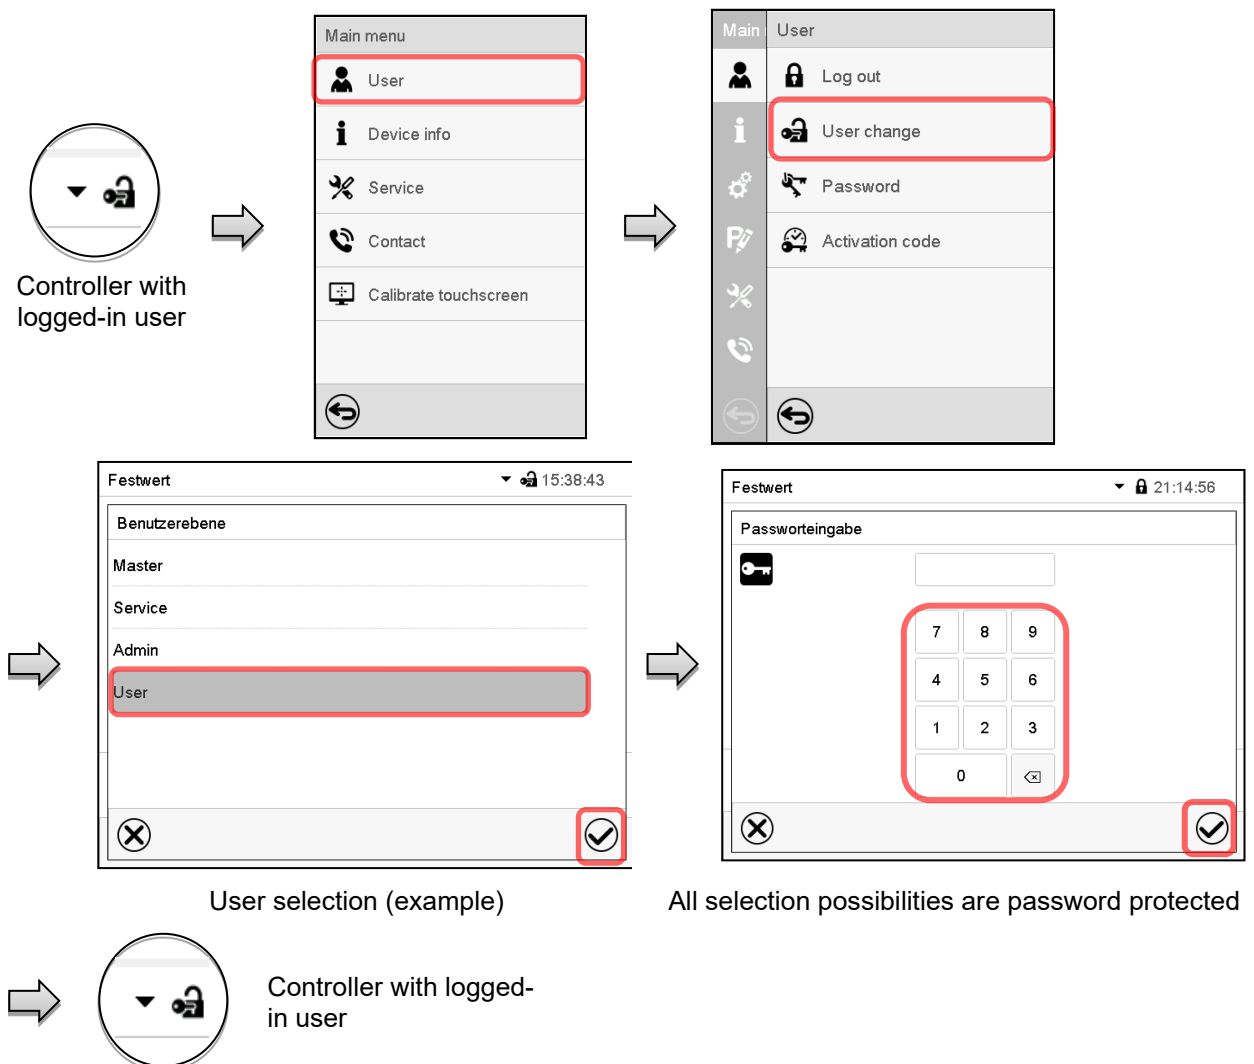 Main menu
User
Device info
Service
Contact
Calibrate touchscreen
Main
User
Log out
User change
Password
Activation code
Controller with
logged-in user
Festwert
15:38:43
Benutzerebene
Master
Service
Admin
User
Festwert
21:14:56
Passworteingabe
7 8 9
4 5 6
1 2 3
0
User selection (example)
All selection possibilities are password protected
Controller with logged-
in user